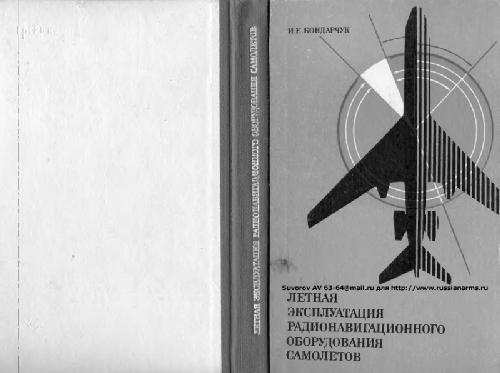 ЛЕТНАЯ ЭКСПЛУАТАЦИЯ РАДИОНАВИГАЦИОННОГО ОБОРУДОВАНИЯ САМОЛЕТОВ
И.Е.БОНДАРЧУК
Suvorov AV 63-64@mail.ru для http://www.russianarms.ru
ЛЕТНАЯ
ЭКСПЛУАТАЦИЯ
РАДИОНАВИГАЦИОННОГО
ОБОРУДОВАНИЯ
САМОЛЕТОВ